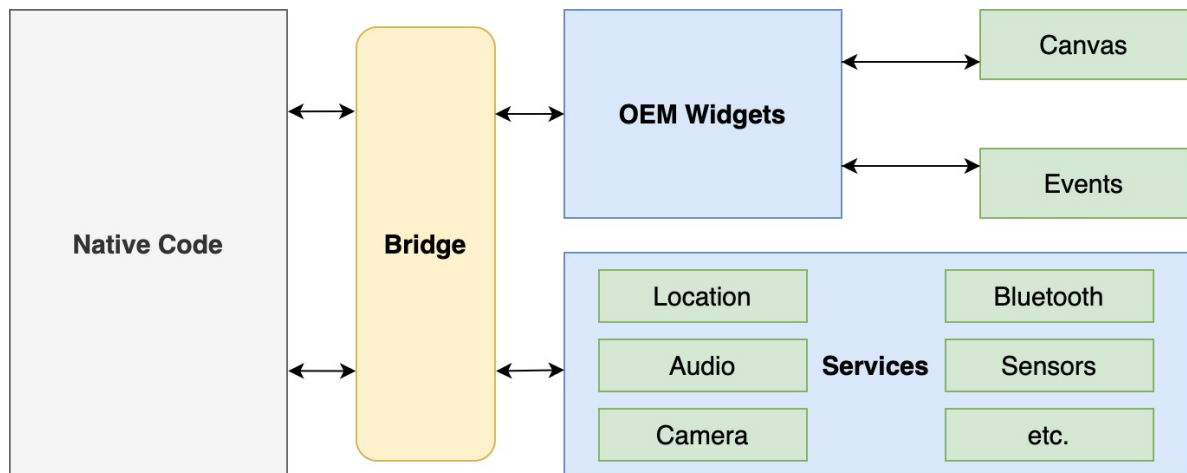 Native Code
Bridge
OEM Widgets
Canvas
Events
Location
Bluetooth
Audio
Services
Sensors
Camera
etc.